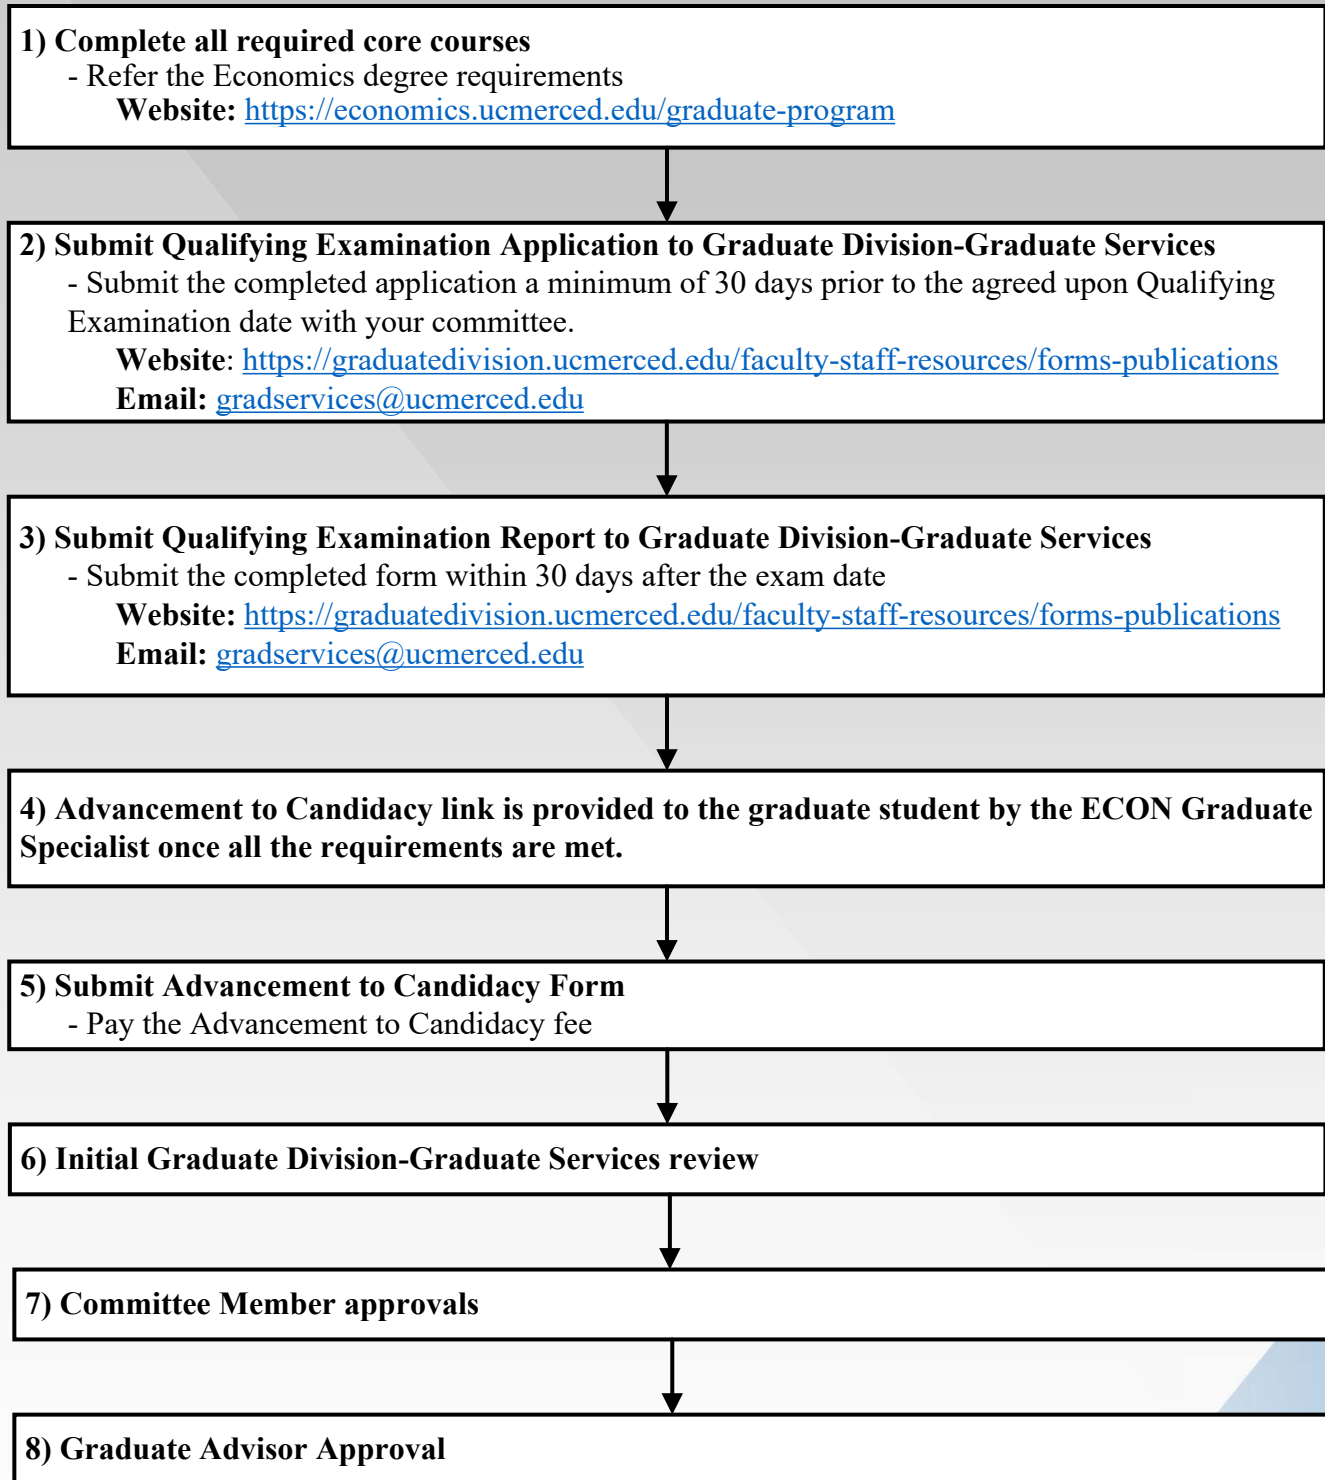 1) Complete all required core courses
- Refer the Economics degree requirements
Website: https://economics.ucmerced.edu/graduate-program
2) Submit Qualifying Examination Application to Graduate Division-Graduate Services
- Submit the completed application a minimum of 30 days prior to the agreed upon Qualifying
Examination date with your committee.
Website: https://graduatedivision.ucmerced.edu/faculty-staff-resources/forms-publications
Email: gradservices@ucmerced.edu
3) Submit Qualifying Examination Report to Graduate Division-Graduate Services
- Submit the completed form within 30 days after the exam date
Website: https://graduatedivision.ucmerced.edu/faculty-staff-resources/forms-publications
Email: gradservices@ucmerced.edu
4) Advancement to Candidacy link is provided to the graduate student by the ECON Graduate
Specialist once all the requirements are met.
5) Submit Advancement to Candidacy Form
- Pay the Advancement to Candidacy fee
6) Initial Graduate Division-Graduate Services review
7) Committee Member approvals
8) Graduate Advisor Approval